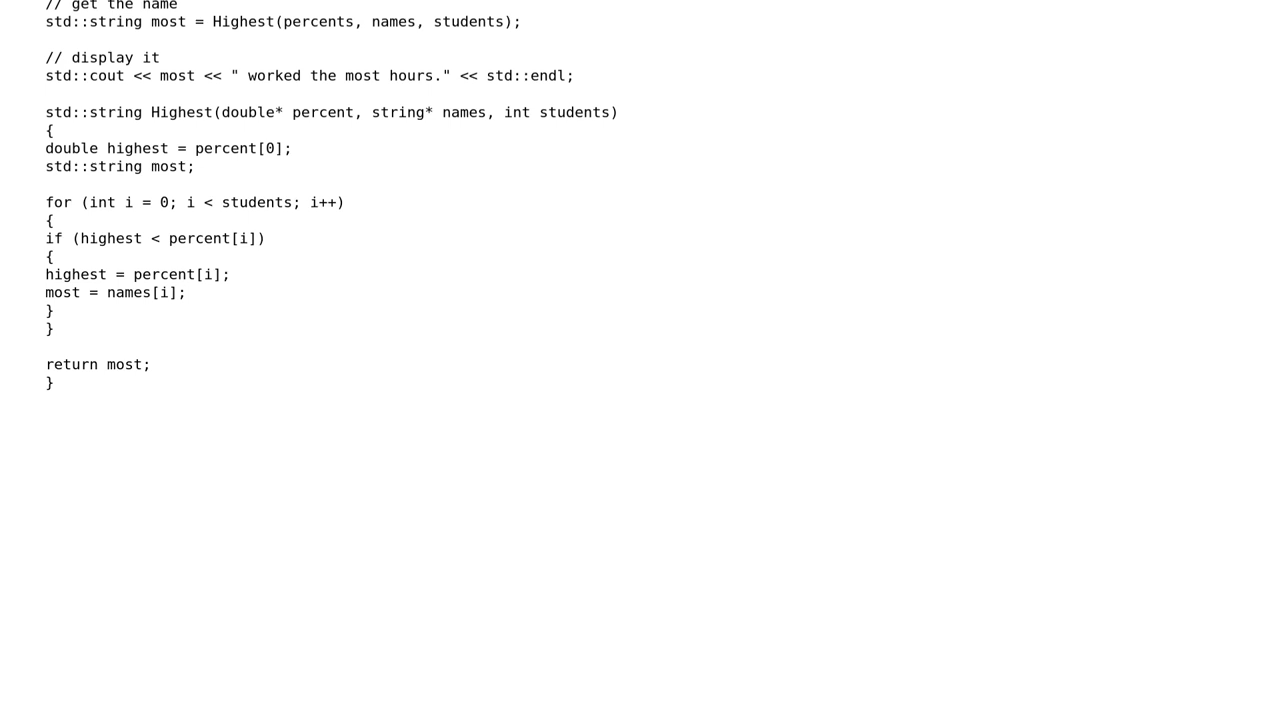 // get the name
std::string most = Highest(percents, names, students);
// display it
std::cout << most << " worked the most hours." << std::endl;
std::string Highest(double* percent, string* names, int students)
{
double highest = percent[0];
std::string most;
for (int i = 0; i < students; i++)
{
if (highest < percent[i])
{
highest = percent[i];
most = names[i];
}
}
return most;
}